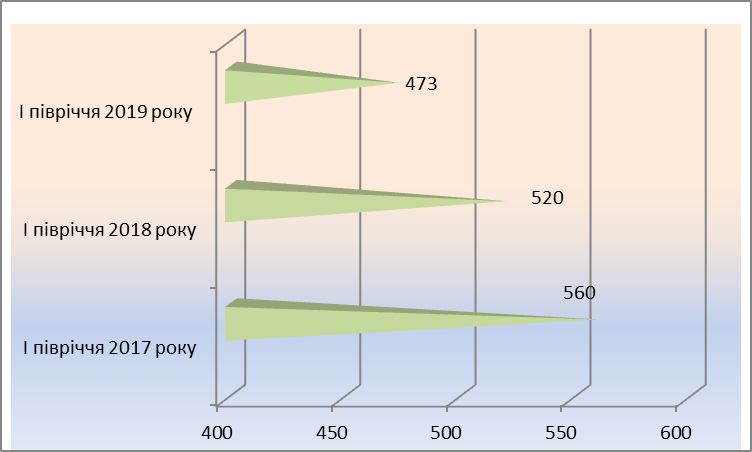 473
І півріччя 2019 року
520
І півріччя 2018 року
560
І півріччя 2017 року
400 450 500 550 600